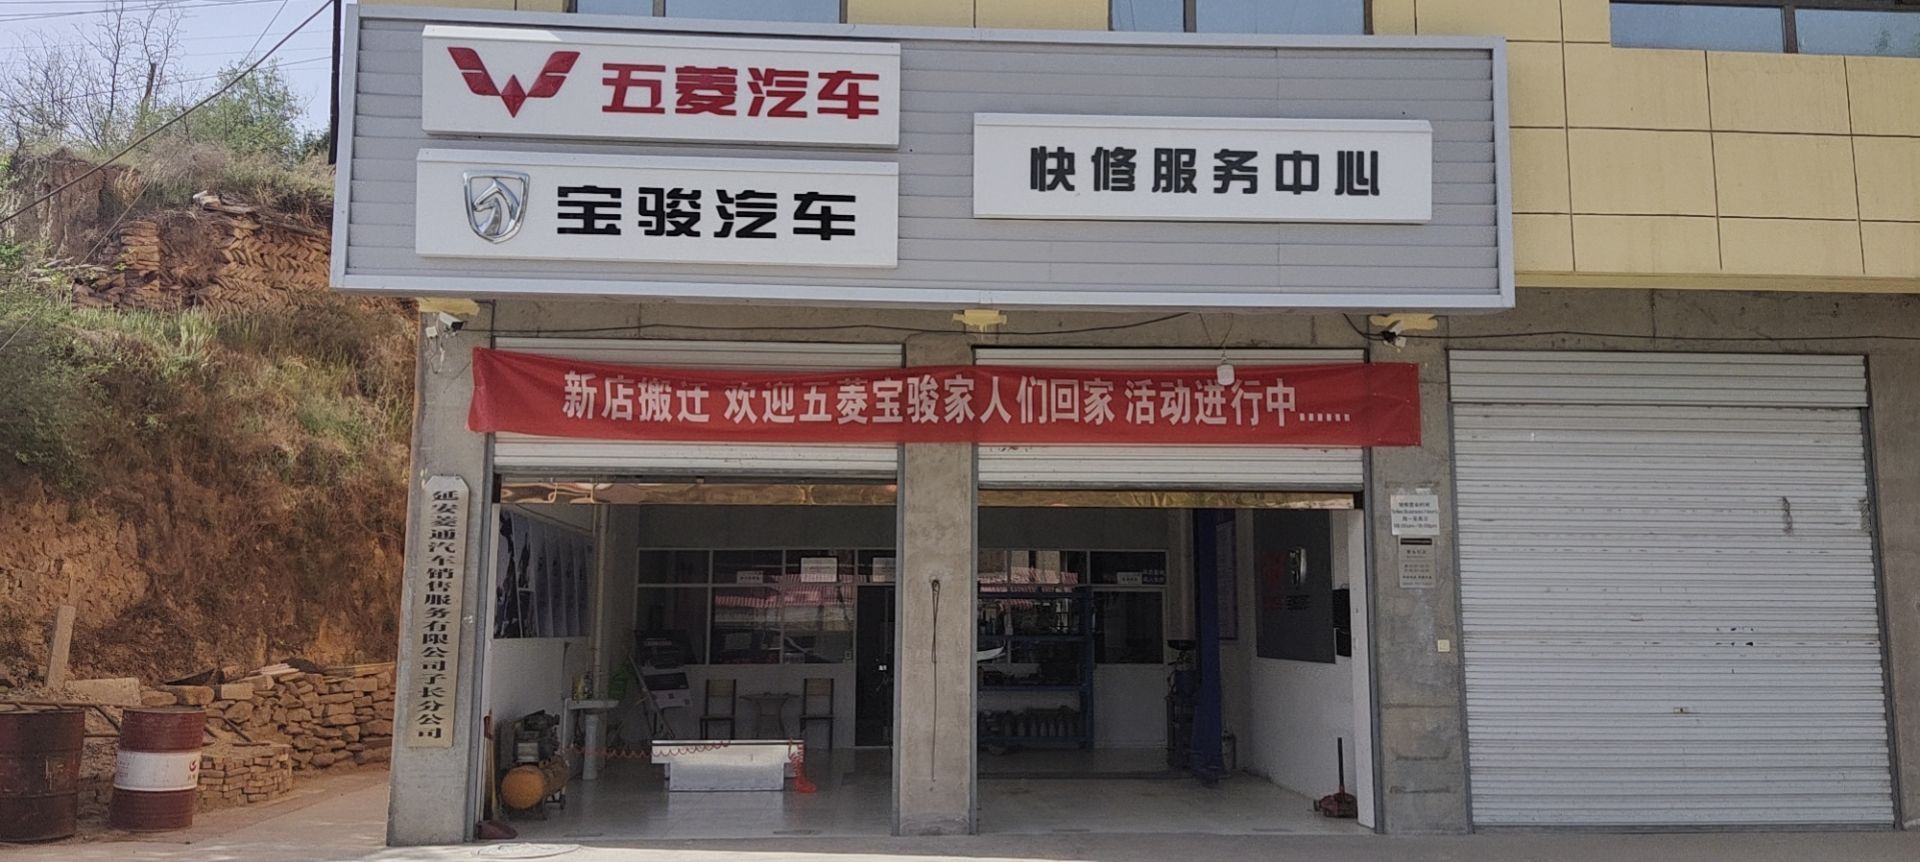 五菱汽车
宝骏汽车
快修服务中心
新店搬迁 欢迎五菱宝骏家人们回家 活动进行中......
延安菱通汽车销售服务有限公司子长分公司